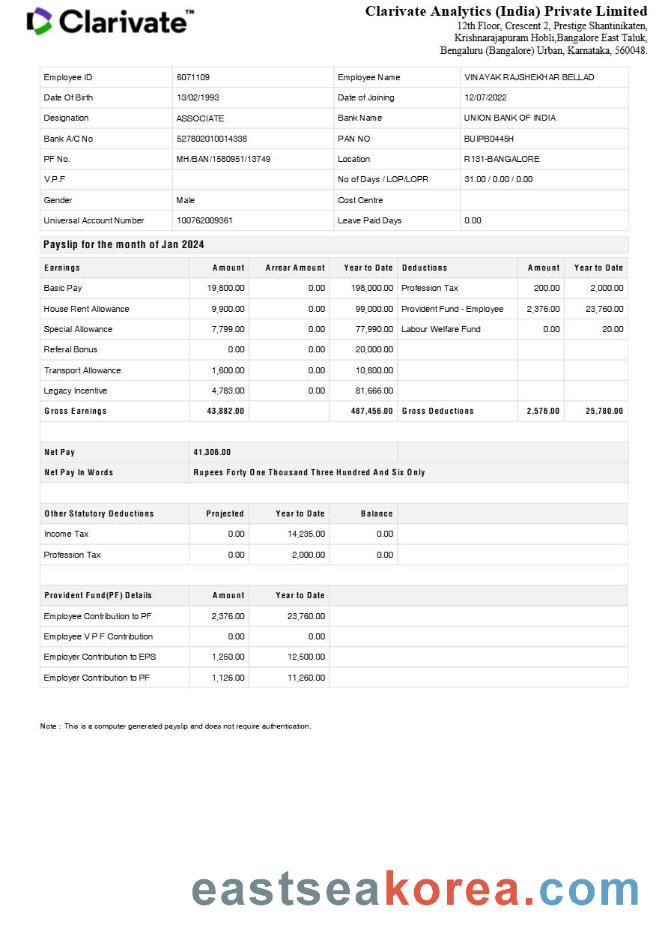 Clarivate™
Clarivate Analytics (India) Private Limited
12th Floor, Crescent 2, Prestige Shantiniketan,
Krishnarajapuram Hobli,Bangalore East Taluk,
Bengaluru (Bangalore) Urban, Karnataka, 560048.
Employee ID 6071109 Employee Name VINAYAK RAJSHEKHAR BELLAD
Date Of Birth 13/02/1993 Date of Joining 12/07/2022
Designation ASSOCIATE Bank Name UNION BANK OF INDIA
Bank A/C No 527802010014338 PAN NO BUIPB0445H
PF No. MH/BAN/1580951/13749 Location R131-BANGALORE
V.P.F No of Days / LOP/LOPR 31.00 / 0.00 / 0.00
Gender Male Cost Centre
Universal Account Number 100762009361 Leave Paid Days 0.00
Payslip for the month of Jan 2024
Earnings Amount Arrear Amount Year to Date Deductions Amount Year to Date
Basic Pay 19,800.00 0.00 198,000.00 Profession Tax 200.00 2,000.00
House Rent Allowance 9,900.00 0.00 99,000.00 Provident Fund - Employee 2,376.00 23,760.00
Special Allowance 7,799.00 0.00 77,990.00 Labour Welfare Fund 0.00 20.00
Referal Bonus 0.00 0.00 20,000.00
Transport Allowance 1,600.00 0.00 10,800.00
Legacy Incentive 4,783.00 0.00 81,666.00
Gross Earnings 43,882.00 487,456.00 Gross Deductions 2,576.00 25,780.00
Net Pay 41,306.00
Net Pay In Words Rupees Forty One Thousand Three Hundred And Six Only
Other Statutory Deductions Projected Year to Date Balance
Income Tax 0.00 14,235.00 0.00
Profession Tax 0.00 2,000.00 0.00
Provident Fund(PF) Details Amount Year to Date
Employee Contribution to PF 2,376.00 23,760.00
Employee V P F Contribution 0.00 0.00
Employer Contribution to EPS 1,250.00 12,500.00
Employer Contribution to PF 1,126.00 11,260.00
Note : This is a computer generated payslip and does not require authentication.
eastseakorea.com